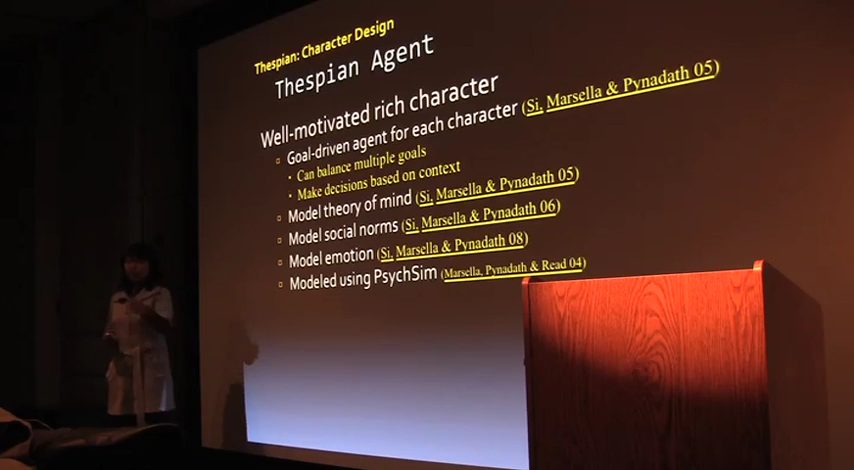 Thespian: Character Design
Thespian Agent
Well-motivated rich character
Goal-driven agent for each character (Si, Marsella & Pynadath 05)
Can balance multiple goals
Make decisions based on context
Model theory of mind (Si, Marsella & Pynadath 05)
Model social norms (Si, Marsella & Pynadath 06)
Model emotion (Si, Marsella & Pynadath 08)
Modeled using PsychSim (Marsella, Pynadath & Read 04)